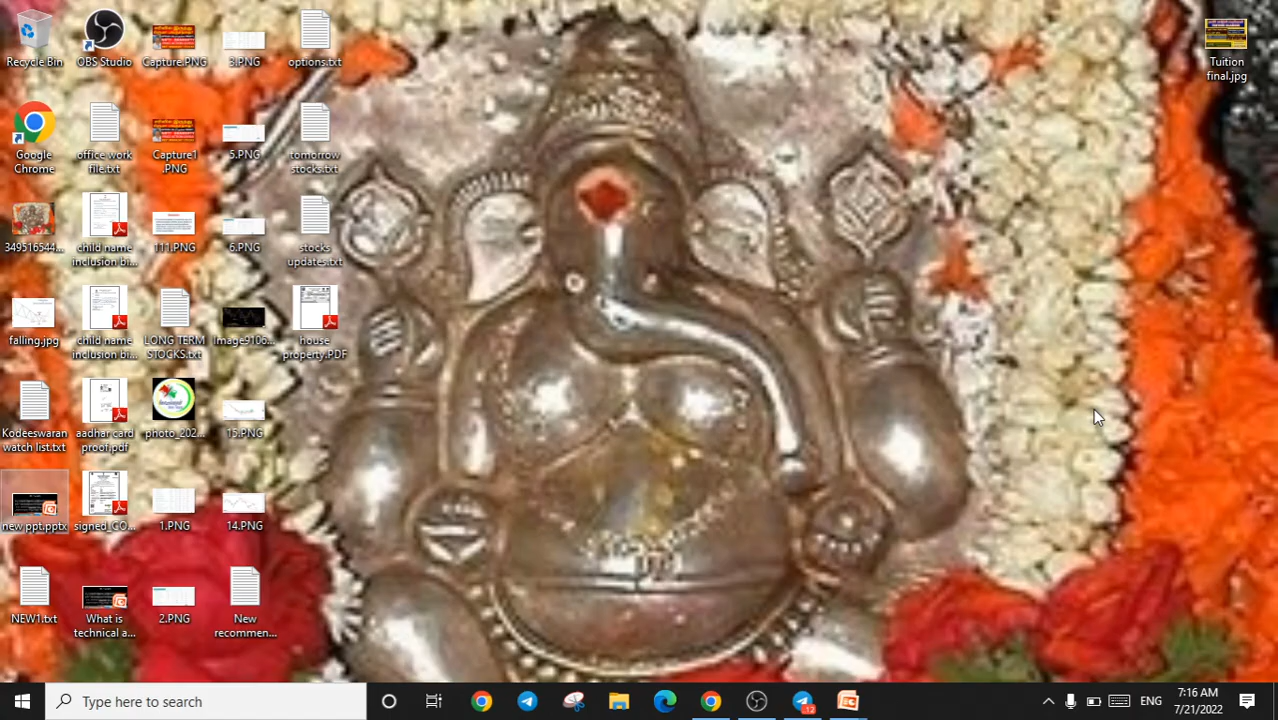 Recycle Bin
OBS Studio
Capture.PNG
3.PNG
options.txt
Tuition
final.jpg
Google
Chrome
office work
file.txt
Capture1
.PNG
5.PNG
tomorrow
stocks.txt
349516544...
child name
inclusion bi...
111.PNG
6.PNG
stocks
updates.txt
falling.jpg
child name
inclusion bi...
LONG TERM
STOCKS.txt
Image9106...
house
property.PDF
Kodeeswaran
watch list.txt
aadhar card
proof.pdf
photo_202...
15.PNG
new ppt.pptx
signed_CO...
1.PNG
14.PNG
NEW1.txt
What is
technical a...
2.PNG
New
recommen...
Type here to search
12
ENG
7:16 AM
7/21/2022